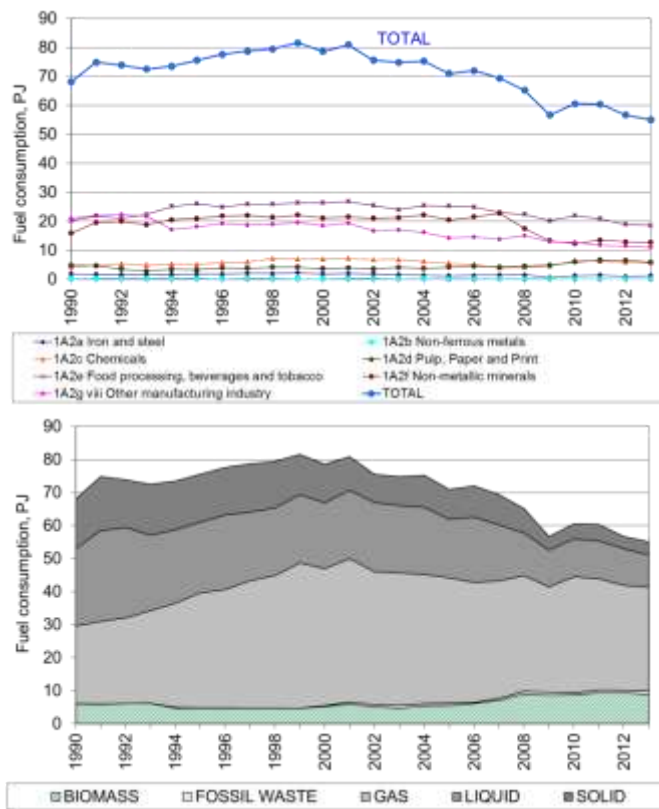 90
80
70
60
50
40
30
20
10
0
Fuel consumption, PJ
TOTAL
1990 1992 1994 1996 1998 2000 2002 2004 2006 2008 2010 2012
1A2a Iron and steel 1A2b Non-ferrous metals
1A2c Chemicals 1A2d Pulp, Paper and Print
1A2e Food processing, beverages and tobacco 1A2f Non-metallic minerals
1A2g viii Other manufacturing industry TOTAL
90
80
70
60
50
40
30
20
10
0
Fuel consumption, PJ
1990 1992 1994 1996 1998 2000 2002 2004 2006 2008 2010 2012
BIOMASS FOSSIL WASTE GAS LIQUID SOLID